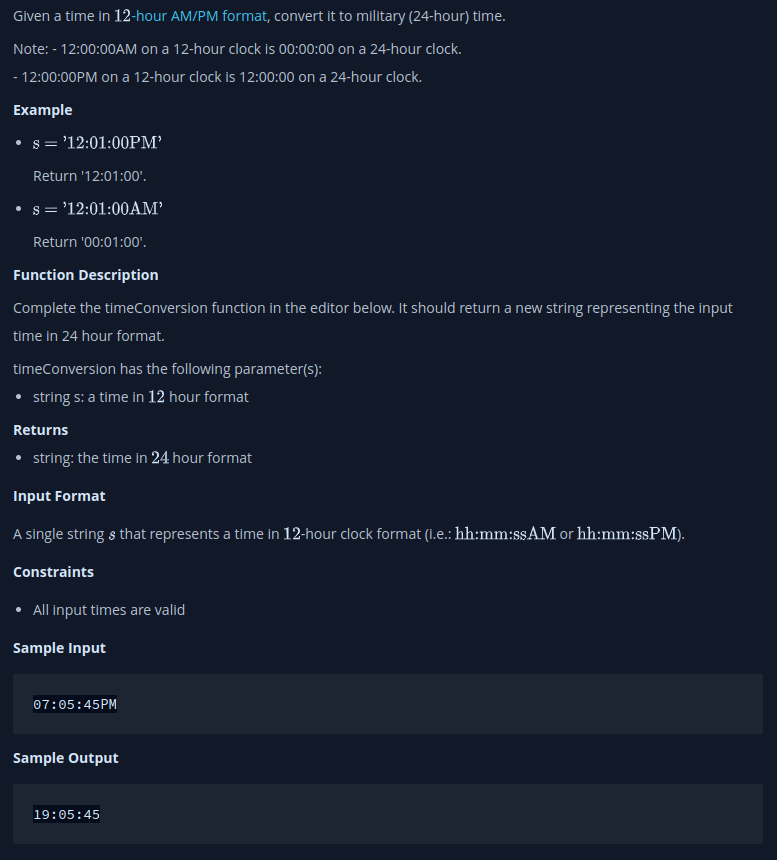 Given a time in 12-hour AM/PM format, convert it to military (24-hour) time.
Note: - 12:00:00AM on a 12-hour clock is 00:00:00 on a 24-hour clock.
- 12:00:00PM on a 12-hour clock is 12:00:00 on a 24-hour clock.
Example
• s = '12:01:00PM'
Return '12:01:00'.
• s = '12:01:00AM'
Return '00:01:00'.
Function Description
Complete the timeConversion function in the editor below. It should return a new string representing the input
time in 24 hour format.
timeConversion has the following parameter(s):
• string s: a time in 12 hour format
Returns
• string: the time in 24 hour format
Input Format
A single string s that represents a time in 12-hour clock format (i.e.: hh:mm:ssAM or hh:mm:ssPM).
Constraints
• All input times are valid
Sample Input
07:05:45PM
Sample Output
19:05:45